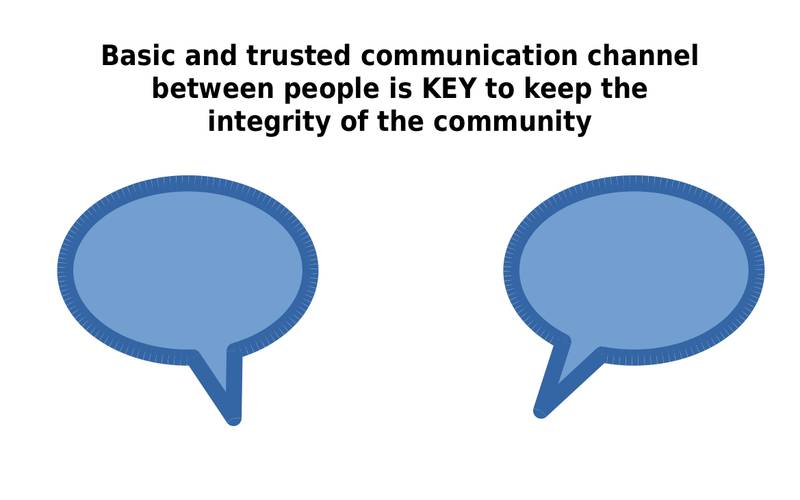 Basic and trusted communication channel
between people is KEY to keep the
integrity of the community